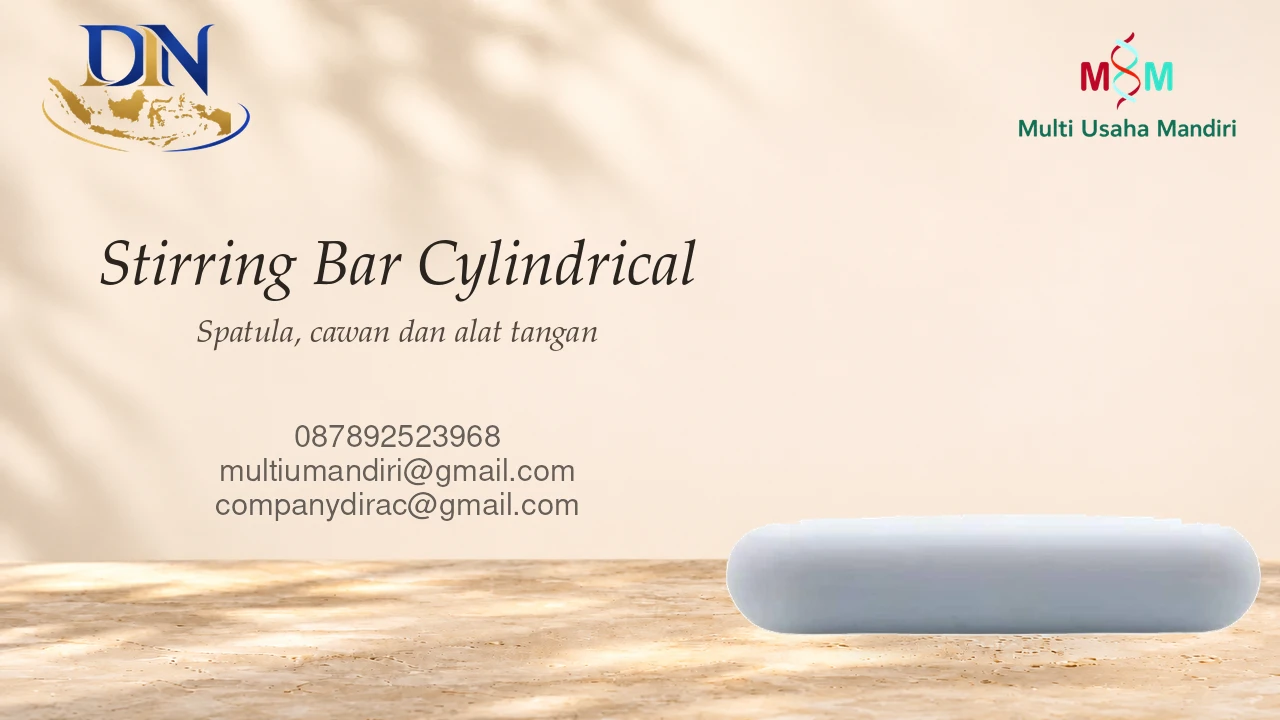 DN
M M
Multi Usaha Mandiri
Stirring Bar Cylindrical
Spatula, cawan dan alat tangan
087892523968
multiumandiri@gmail.com
companydirac@gmail.com